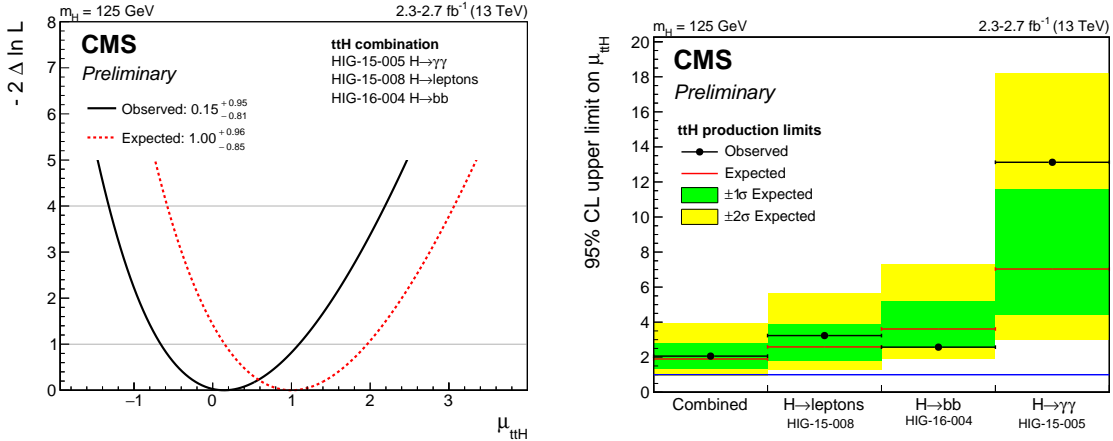 m_H = 125 GeV 2.3-2.7 fb⁻¹ (13 TeV)
- 2 Δ ln L
8
7
6
5
4
3
2
1
0
CMS
Preliminary
ttH combination
HIG-15-005 H→γγ
HIG-15-008 H→leptons
HIG-16-004 H→bb
Observed: 0.15 +0.95 −0.81
Expected: 1.00 +0.96 −0.85
−1 0 1 2 3
μ_ttH
m_H = 125 GeV 2.3-2.7 fb⁻¹ (13 TeV)
95% CL upper limit on μ_ttH
20
18
16
14
12
10
8
6
4
2
0
CMS
Preliminary
ttH production limits
Observed
Expected
±1σ Expected
±2σ Expected
Combined H→leptons H→bb H→γγ
HIG-15-008 HIG-16-004 HIG-15-005